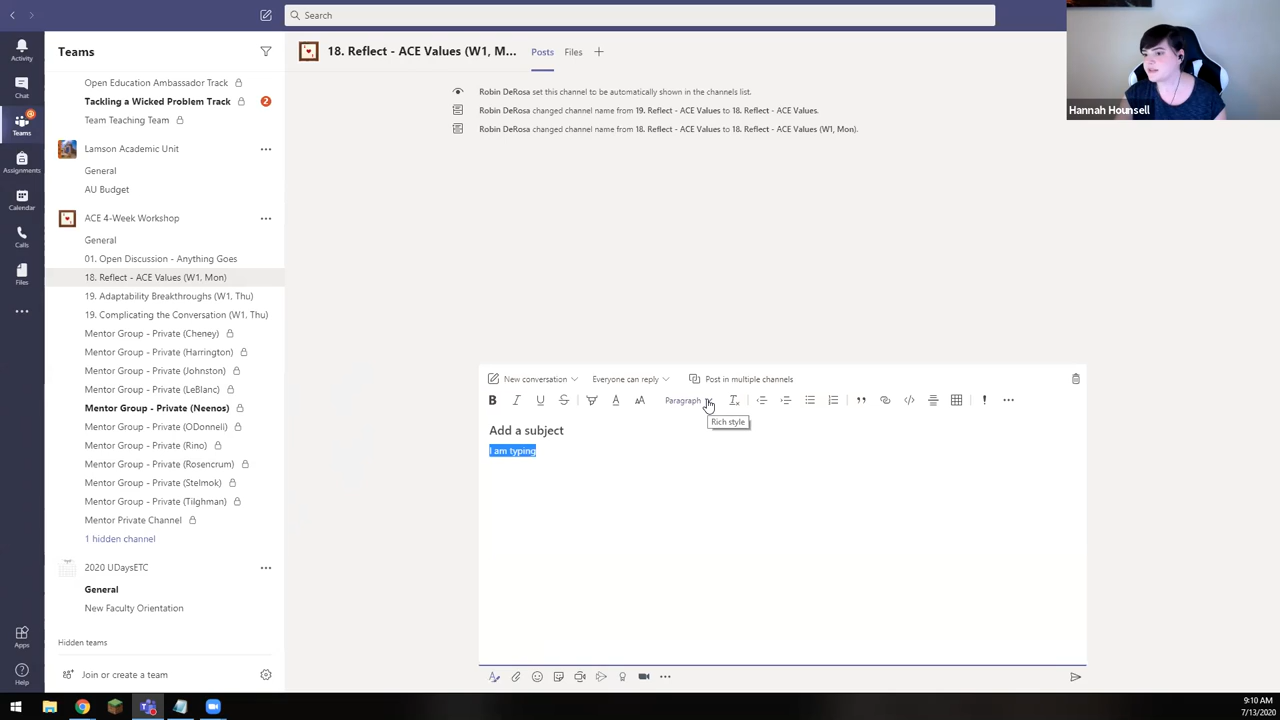 Search
Hannah Hounsell
Activity
Chat
Teams
Assignments
Calendar
Calls
Files
Apps
Help
Teams
Open Education Ambassador Track
Tackling a Wicked Problem Track
2
Team Teaching Team
Lamson Academic Unit
General
AU Budget
ACE 4-Week Workshop
General
01. Open Discussion - Anything Goes
18. Reflect - ACE Values (W1, Mon)
19. Adaptability Breakthroughs (W1, Thu)
19. Complicating the Conversation (W1, Thu)
Mentor Group - Private (Cheney)
Mentor Group - Private (Harrington)
Mentor Group - Private (Johnston)
Mentor Group - Private (LeBlanc)
Mentor Group - Private (Neenos)
Mentor Group - Private (ODonnell)
Mentor Group - Private (Rino)
Mentor Group - Private (Rosencrum)
Mentor Group - Private (Stelmok)
Mentor Group - Private (Tilghman)
Mentor Private Channel
1 hidden channel
2020 UDaysETC
General
New Faculty Orientation
Hidden teams
Join or create a team
18. Reflect - ACE Values (W1, M...
Posts Files
Robin DeRosa set this channel to be automatically shown in the channels list.
Robin DeRosa changed channel name from 19. Reflect - ACE Values to 18. Reflect - ACE Values.
Robin DeRosa changed channel name from 18. Reflect - ACE Values to 18. Reflect - ACE Values (W1, Mon).
New conversation Everyone can reply Post in multiple channels
B I U S A AA Paragraph
Rich style
Add a subject
I am typing
9:10 AM
7/13/2020